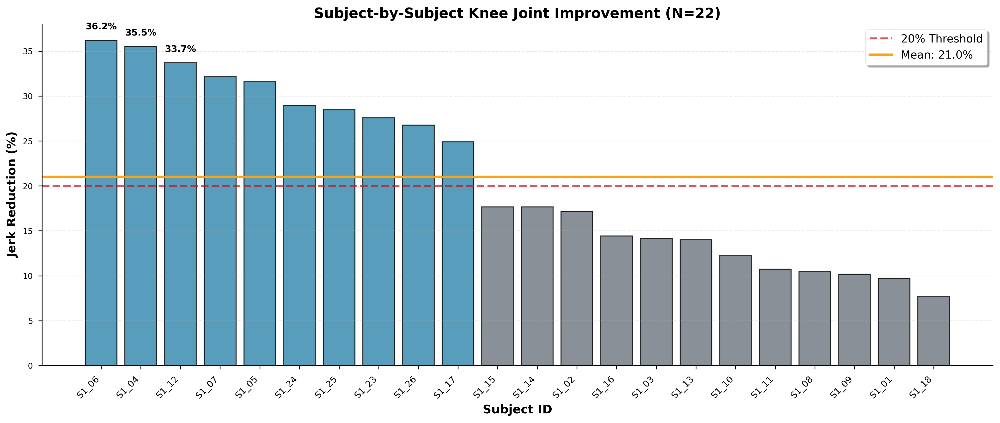 Subject-by-Subject Knee Joint Improvement (N=22)
36.2%
35.5%
33.7%
20% Threshold
Mean: 21.0%
Jerk Reduction (%)
35
30
25
20
15
10
5
0
S1_06
S1_04
S1_12
S1_07
S1_05
S1_24
S1_25
S1_23
S1_26
S1_17
S1_15
S1_14
S1_02
S1_16
S1_03
S1_13
S1_10
S1_11
S1_08
S1_09
S1_01
S1_18
Subject ID